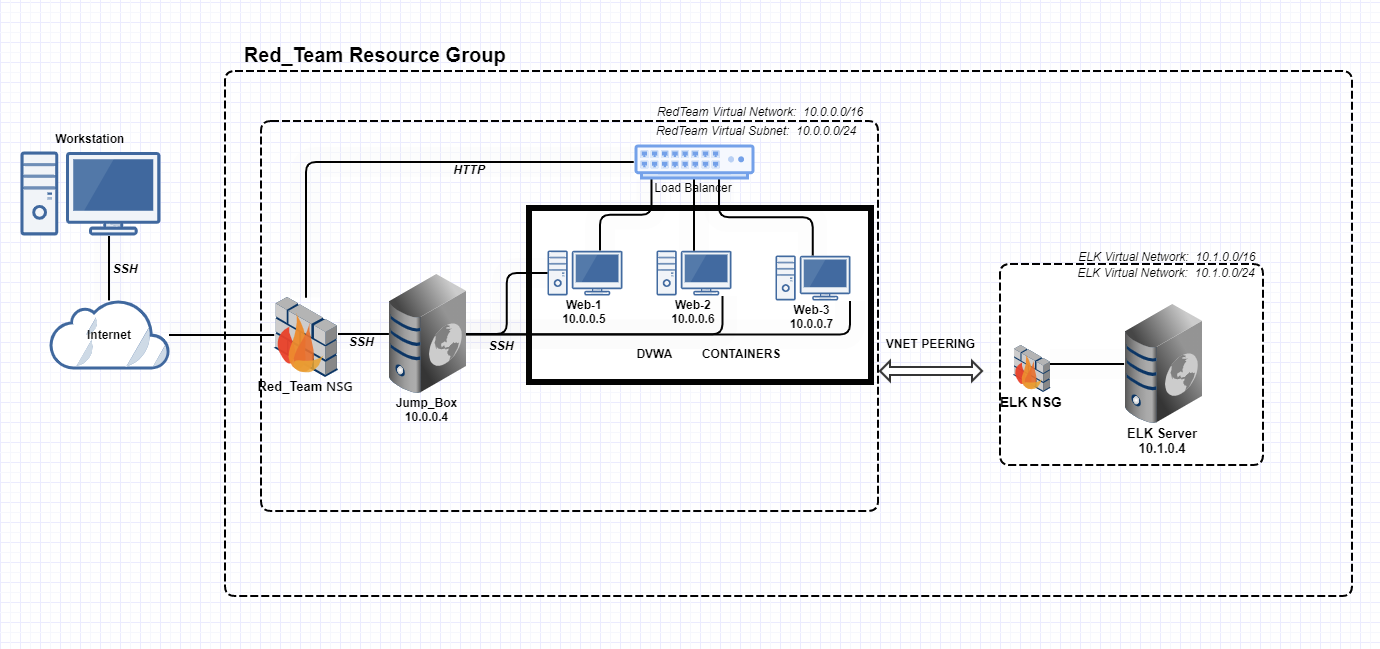 Red_Team Resource Group
RedTeam Virtual Network: 10.0.0.0/16
RedTeam Virtual Subnet: 10.0.0.0/24
Workstation
HTTP
Load Balander
SSH
ELK Virtual Network: 10.1.0.0/16
ELK Virtual Network: 10.1.0.0/24
Internet
Web-1
10.0.0.5
Web-2
10.0.0.6
Web-3
10.0.0.7
SSH
SSH
DVWA CONTAINERS
VNET PEERING
Red_Team NSG
Jump_Box
10.0.0.4
ELK NSG
ELK Server
10.1.0.4